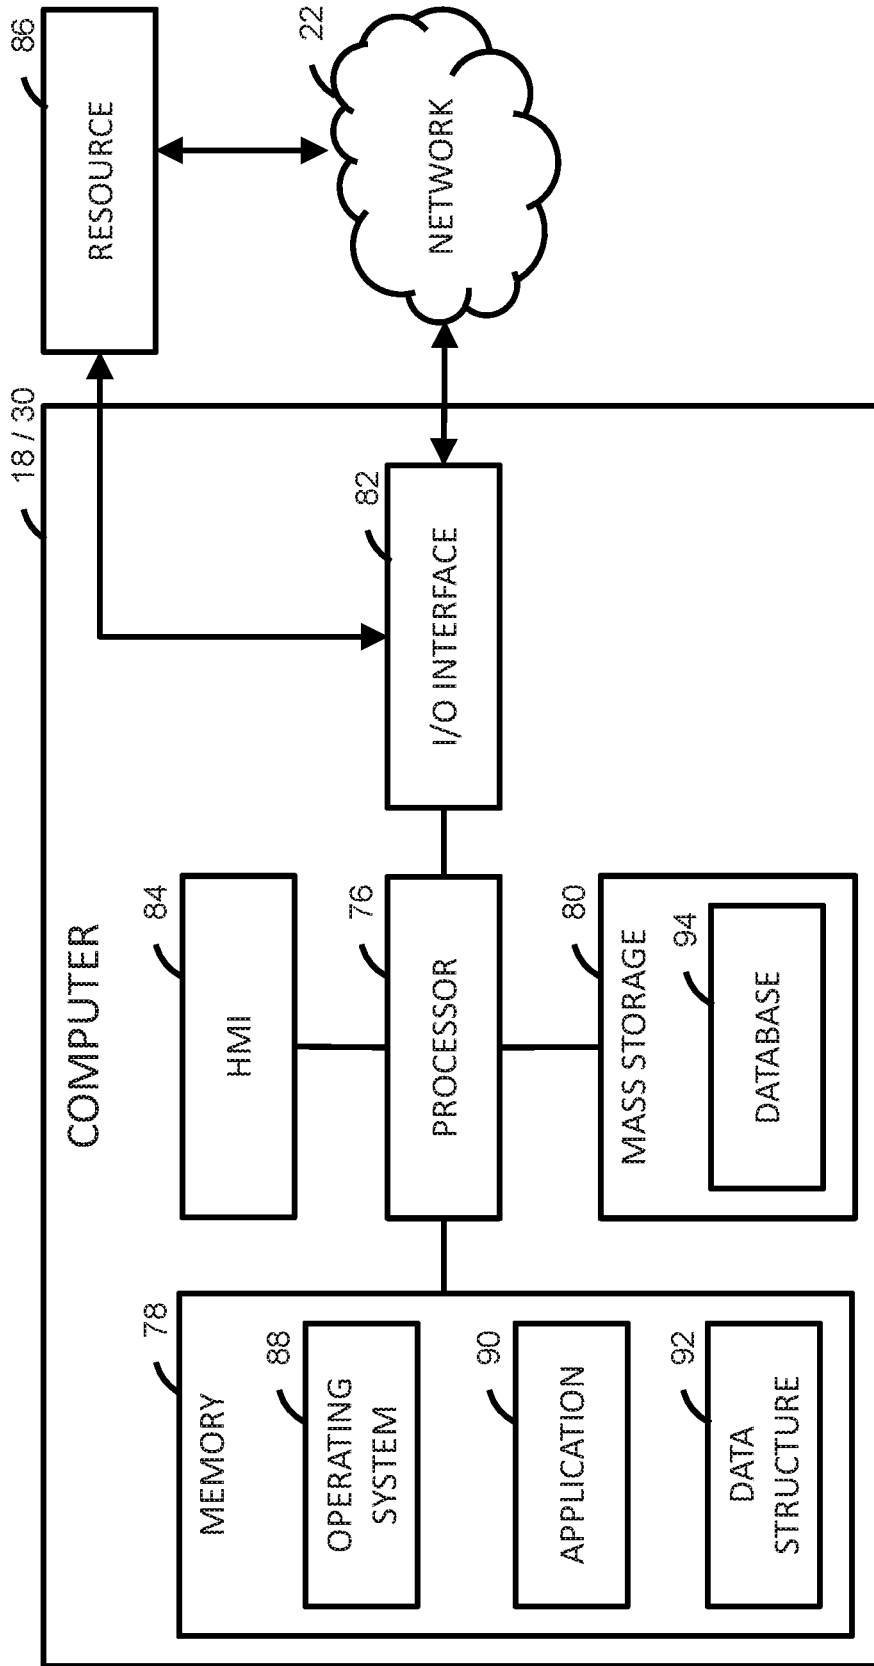 COMPUTER
18 / 30
MEMORY
78
OPERATING
SYSTEM
88
APPLICATION
90
DATA
STRUCTURE
92
HMI
84
PROCESSOR
76
MASS STORAGE
80
DATABASE
94
I/O INTERFACE
82
RESOURCE
86
NETWORK
22